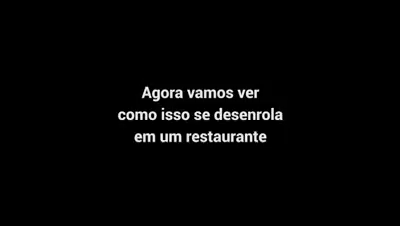 Agora vamos ver
como isso se desenrola
em um restaurante